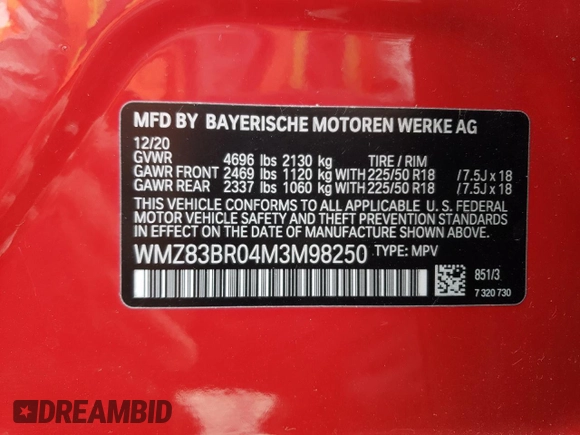 MFD BY BAYERISCHE MOTOREN WERKE AG
12/20
GVWR 4696 lbs 2130 kg TIRE / RIM
GAWR FRONT 2469 lbs 1120 kg WITH 225/50 R18 / 7.5J x 18
GAWR REAR 2337 lbs 1060 kg WITH 225/50 R18 / 7.5J x 18
THIS VEHICLE CONFORMS TO ALL APPLICABLE U. S. FEDERAL
MOTOR VEHICLE SAFETY AND THEFT PREVENTION STANDARDS
IN EFFECT ON THE DATE OF MANUFACTURE SHOWN ABOVE.
WMZ83BR04M3M98250 TYPE: MPV
851/3
7 320 730
DREAMBID